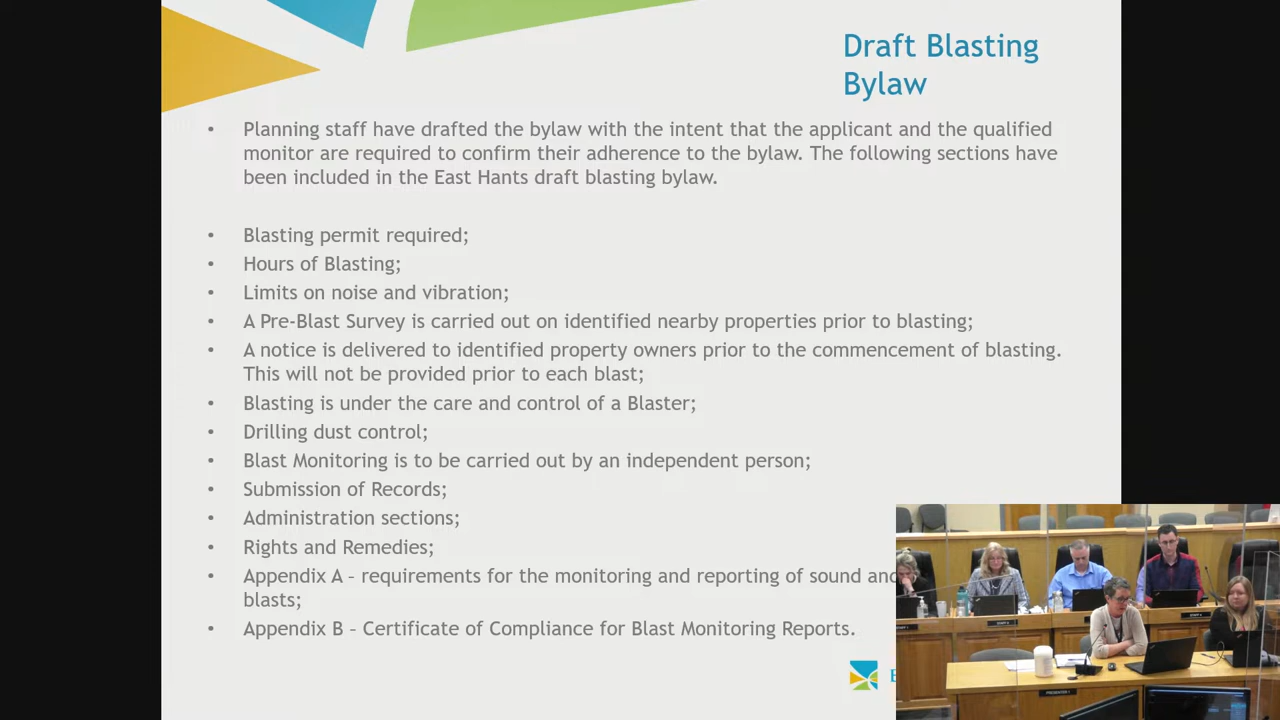 Draft Blasting
Bylaw
• Planning staff have drafted the bylaw with the intent that the applicant and the qualified
monitor are required to confirm their adherence to the bylaw. The following sections have
been included in the East Hants draft blasting bylaw.
• Blasting permit required;
• Hours of Blasting;
• Limits on noise and vibration;
• A Pre-Blast Survey is carried out on identified nearby properties prior to blasting;
• A notice is delivered to identified property owners prior to the commencement of blasting.
This will not be provided prior to each blast;
• Blasting is under the care and control of a Blaster;
• Drilling dust control;
• Blast Monitoring is to be carried out by an independent person;
• Submission of Records;
• Administration sections;
• Rights and Remedies;
• Appendix A – requirements for the monitoring and reporting of sound and
blasts;
• Appendix B – Certificate of Compliance for Blast Monitoring Reports.